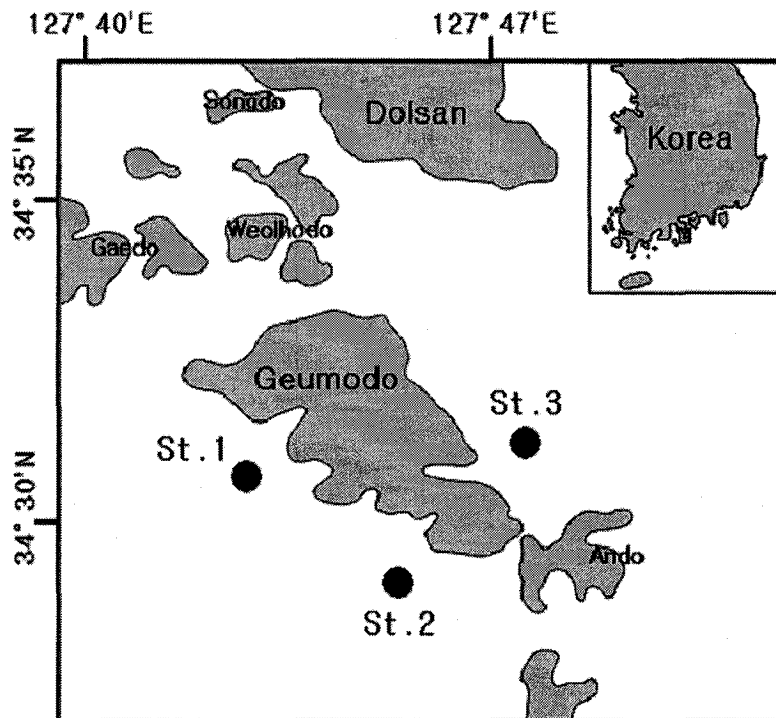 127° 40'E
127° 47'E
Songdo
Dolsan
Korea
34° 35'N
Gaedo
Weolhodo
Geumodo
St.3
St.1
34° 30'N
Ando
St.2